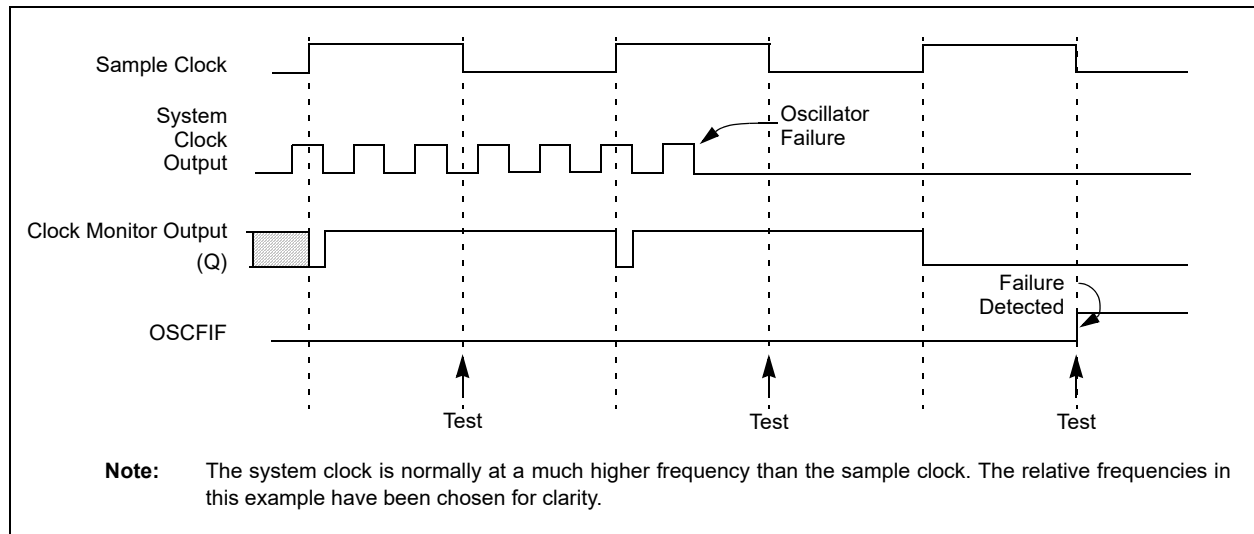 Sample Clock
System
Clock
Output
Oscillator
Failure
Clock Monitor Output
(Q)
Failure
Detected
OSCFIF
Test
Test
Test
Note: The system clock is normally at a much higher frequency than the sample clock. The relative frequencies in
this example have been chosen for clarity.